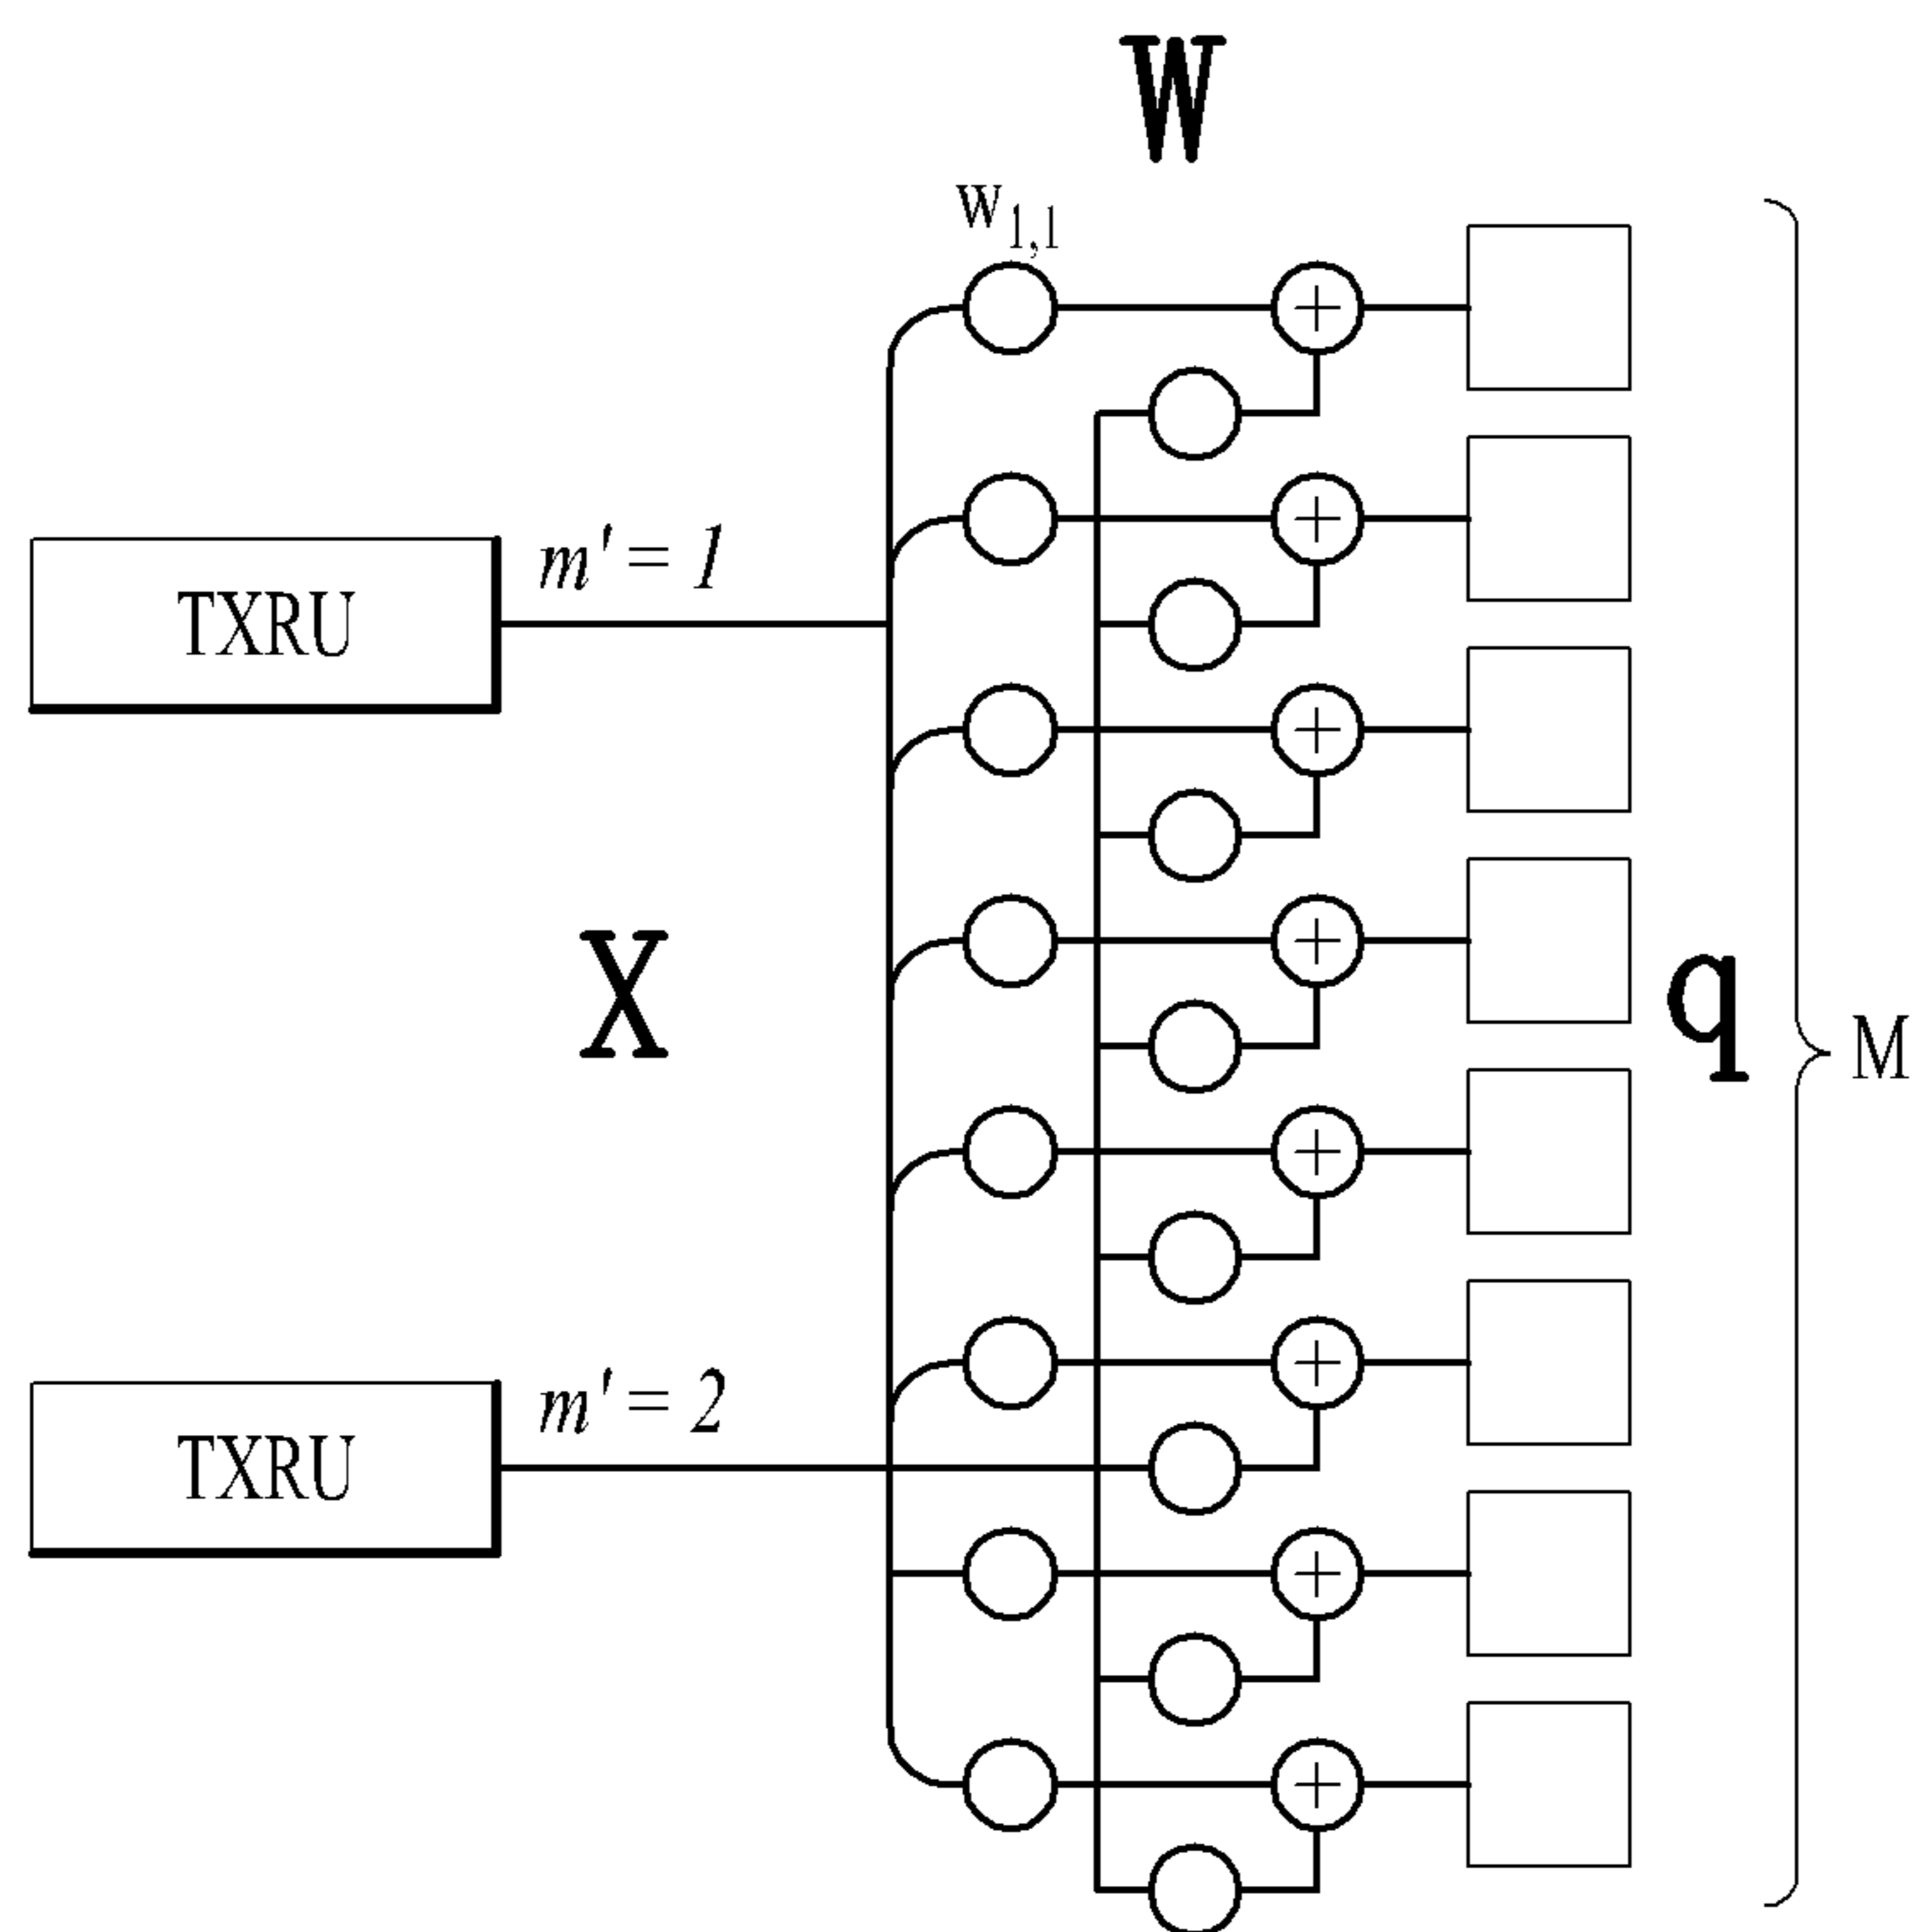 W
w1,1
m' = 1
TXRU
X
q
M
m' = 2
TXRU